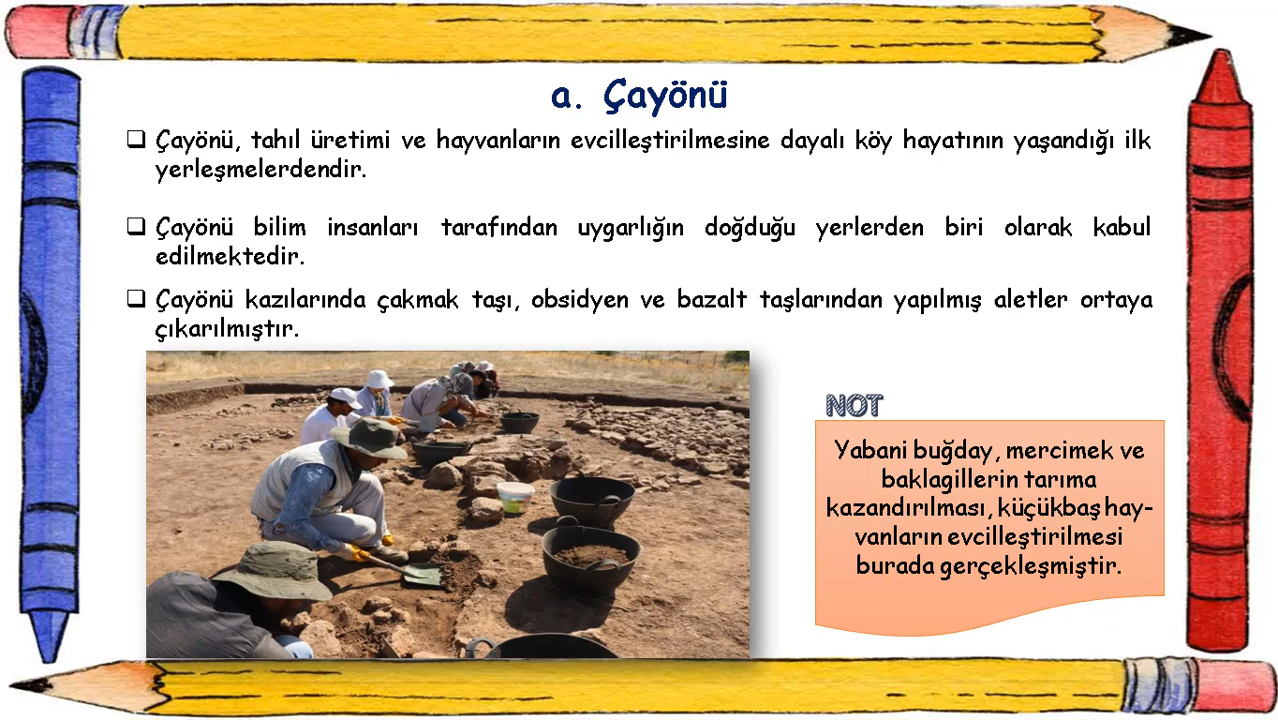 a. Çayönü
❑ Çayönü, tahıl üretimi ve hayvanların evcilleştirilmesine dayalı köy hayatının yaşandığı ilk
yerleşmelerdendir.
❑ Çayönü bilim insanları tarafından uygarlığın doğduğu yerlerden biri olarak kabul
edilmektedir.
❑ Çayönü kazılarında çakmak taşı, obsidyen ve bazalt taşlarından yapılmış aletler ortaya
çıkarılmıştır.
NOT
Yabani buğday, mercimek ve
baklagillerin tarıma
kazandırılması, küçükbaş hay-
vanların evcilleştirilmesi
burada gerçekleşmiştir.